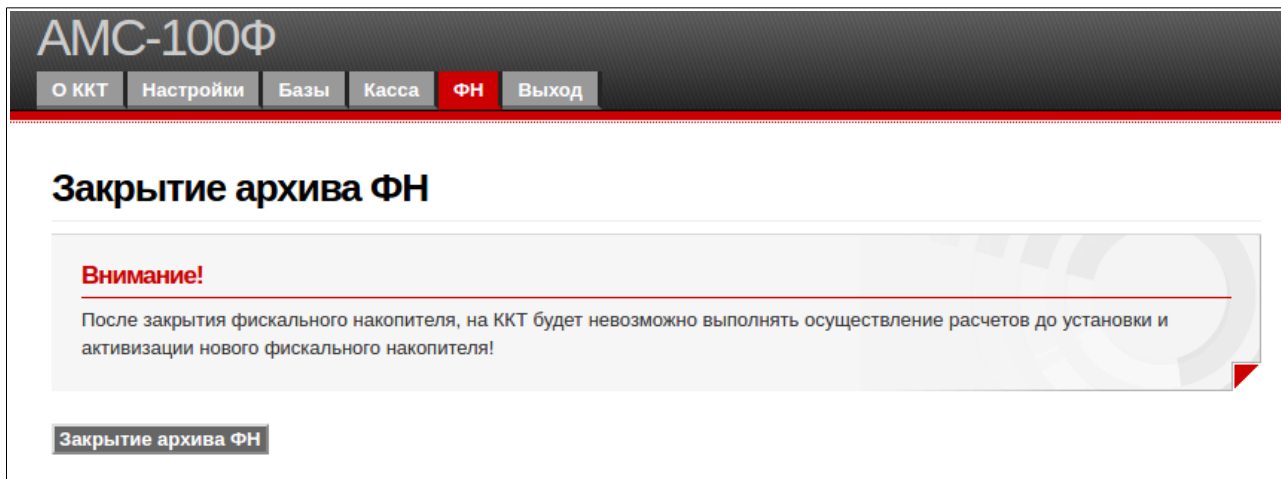 АМС-100Ф
О ККТ Настройки Базы Касса ФН Выход
Закрытие архива ФН
Внимание!
После закрытия фискального накопителя, на ККТ будет невозможно выполнять осуществление расчетов до установки и
активизации нового фискального накопителя!
Закрытие архива ФН